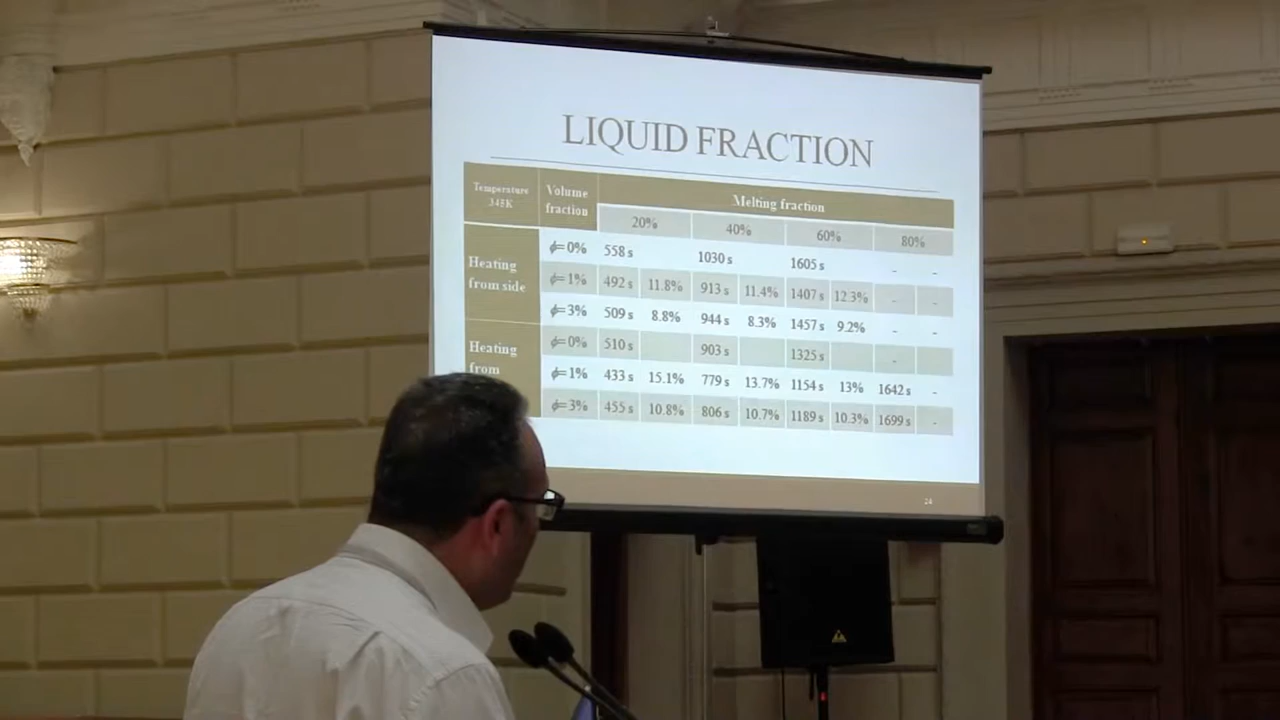 LIQUID FRACTION
Temperature Volume fraction Melting fraction
20% 40% 60% 80%
Heating from side
ϕ=0% 558 s 1030 s 1605 s - -
ϕ=1% 492 s 11.8% 913 s 11.4% 1407 s 12.3% - -
ϕ=3% 509 s 8.8% 944 s 8.3% 1457 s 9.2% - -
Heating from
ϕ=0% 510 s 903 s 1325 s -
ϕ=1% 433 s 15.1% 779 s 13.7% 1154 s 13% 1642 s -
ϕ=3% 455 s 10.8% 806 s 10.7% 1189 s 10.3% 1699 s -